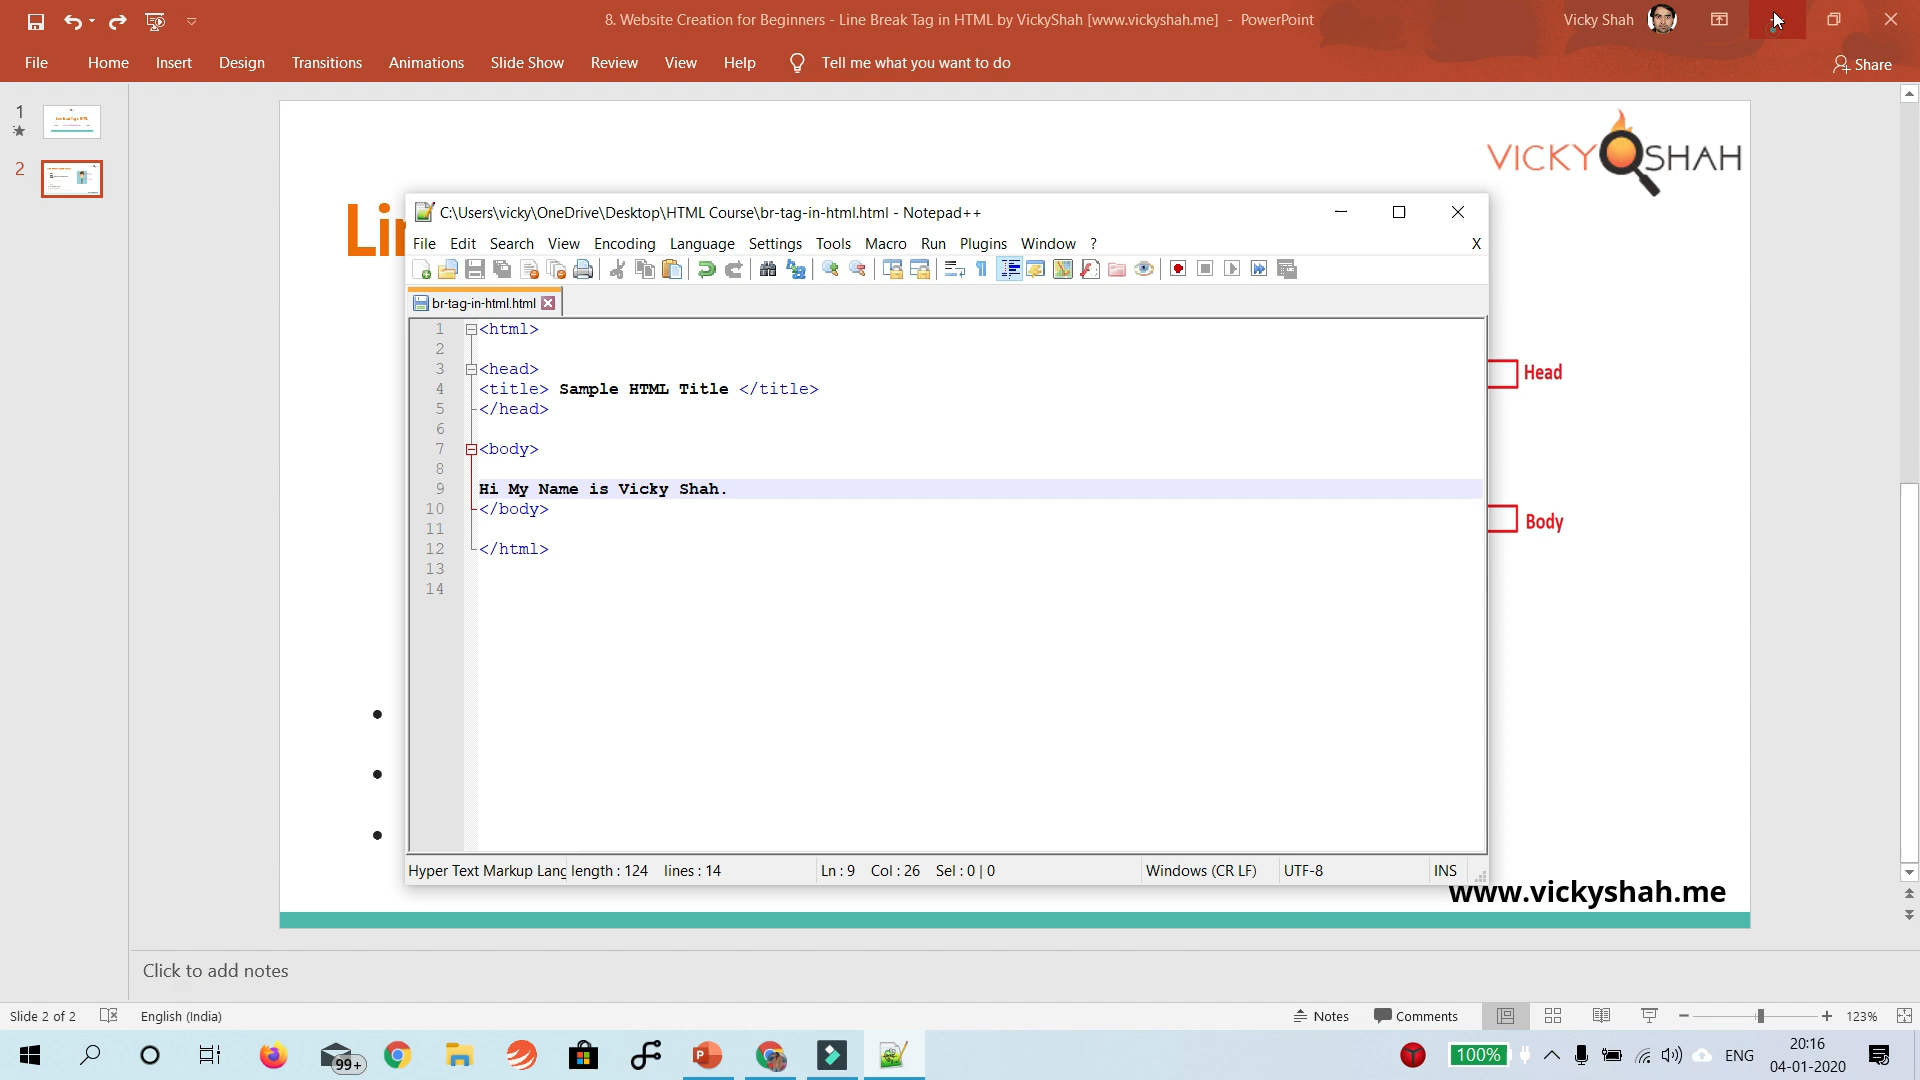 8. Website Creation for Beginners - Line Break Tag in HTML by VickyShah [www.vickyshah.me] - PowerPoint
Vicky Shah
File Home Insert Design Transitions Animations Slide Show Review View Help Tell me what you want to do
Share
1
2
VICKY SHAH
C:\Users\vicky\OneDrive\Desktop\HTML Course\br-tag-in-html.html - Notepad++
File Edit Search View Encoding Language Settings Tools Macro Run Plugins Window ? X
br-tag-in-html.html
1 <html>
2
3 <head>
4 <title> Sample HTML Title </title>
5 </head>
6
7 <body>
8
9 Hi My Name is Vicky Shah.
10 </body>
11
12 </html>
13
14
Head
Body
Hyper Text Markup Lang length : 124 lines : 14 Ln : 9 Col : 26 Sel : 0 | 0 Windows (CR LF) UTF-8 INS
www.vickyshah.me
Click to add notes
Slide 2 of 2 English (India) Notes Comments 123%
99+ 100% ENG 20:16
04-01-2020